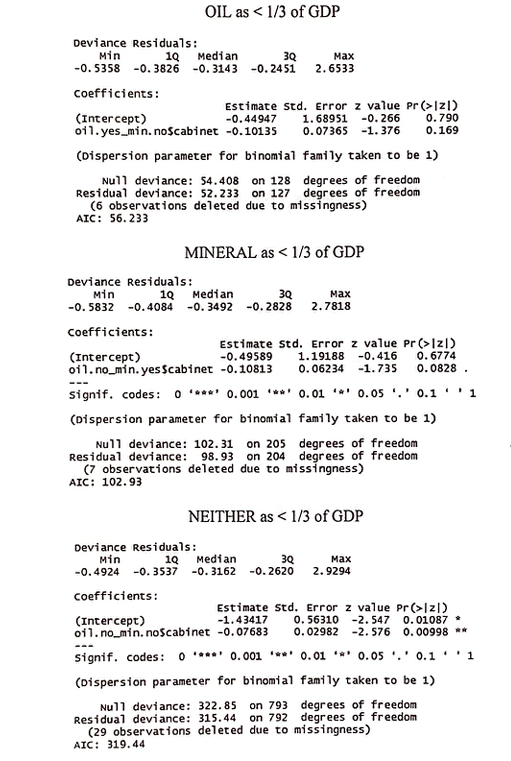 OIL as < 1/3 of GDP
Deviance Residuals:
Min 1Q Median 3Q Max
-0.5358 -0.3826 -0.3143 -0.2451 2.6533
Coefficients:
Estimate Std. Error z value Pr(>|z|)
(Intercept) -0.44947 1.68951 -0.266 0.790
oil.yes_min.no$cabinet -0.10135 0.07365 -1.376 0.169
(Dispersion parameter for binomial family taken to be 1)
Null deviance: 54.408 on 128 degrees of freedom
Residual deviance: 52.233 on 127 degrees of freedom
(6 observations deleted due to missingness)
AIC: 56.233
MINERAL as < 1/3 of GDP
Deviance Residuals:
Min 1Q Median 3Q Max
-0.5832 -0.4084 -0.3492 -0.2828 2.7818
Coefficients:
Estimate Std. Error z value Pr(>|z|)
(Intercept) -0.49589 1.19188 -0.416 0.6774
oil.no_min.yes$cabinet -0.10813 0.06234 -1.735 0.0828 .
---
Signif. codes: 0 '***' 0.001 '**' 0.01 '*' 0.05 '.' 0.1 ' ' 1
(Dispersion parameter for binomial family taken to be 1)
Null deviance: 102.31 on 205 degrees of freedom
Residual deviance: 98.93 on 204 degrees of freedom
(7 observations deleted due to missingness)
AIC: 102.93
NEITHER as < 1/3 of GDP
Deviance Residuals:
Min 1Q Median 3Q Max
-0.4924 -0.3537 -0.3162 -0.2620 2.9294
Coefficients:
Estimate Std. Error z value Pr(>|z|)
(Intercept) -1.43417 0.56310 -2.547 0.01087 *
oil.no_min.no$cabinet -0.07683 0.02982 -2.576 0.00998 **
---
Signif. codes: 0 '***' 0.001 '**' 0.01 '*' 0.05 '.' 0.1 ' ' 1
(Dispersion parameter for binomial family taken to be 1)
Null deviance: 322.85 on 793 degrees of freedom
Residual deviance: 315.44 on 792 degrees of freedom
(29 observations deleted due to missingness)
AIC: 319.44